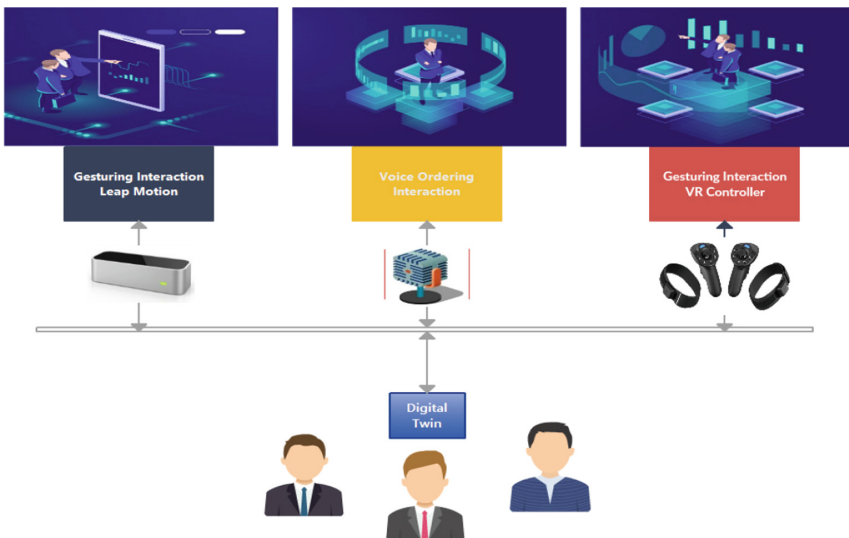 Gesturing Interaction
Leap Motion
Voice Ordering
Interaction
Gesturing Interaction
VR Controller
Digital
Twin